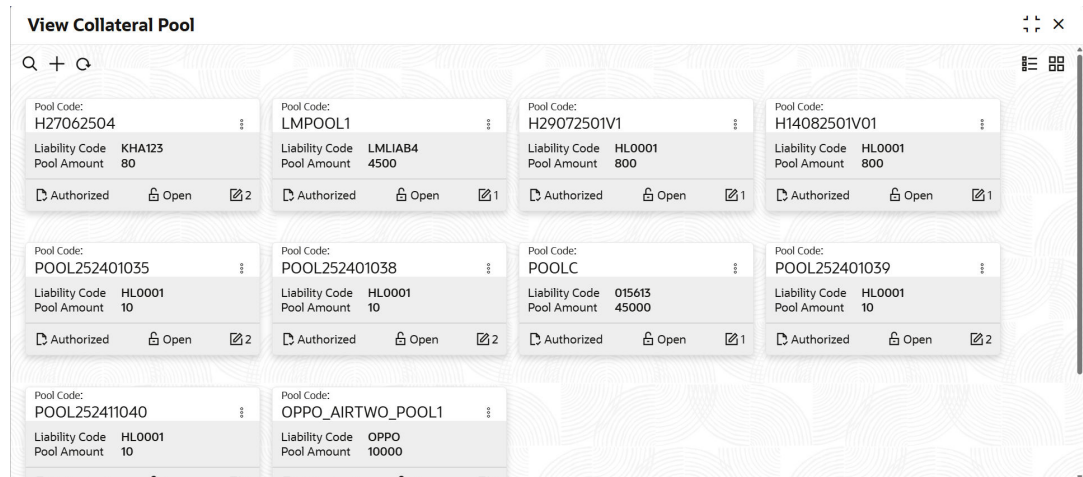 View Collateral Pool
Pool Code:
H27062504
Liability Code KHA123
Pool Amount 80
Authorized Open 2
Pool Code:
LMPOOL1
Liability Code LMLIAB4
Pool Amount 4500
Authorized Open 1
Pool Code:
H29072501V1
Liability Code HL0001
Pool Amount 800
Authorized Open 1
Pool Code:
H14082501V01
Liability Code HL0001
Pool Amount 800
Authorized Open 1
Pool Code:
POOL252401035
Liability Code HL0001
Pool Amount 10
Authorized Open 2
Pool Code:
POOL252401038
Liability Code HL0001
Pool Amount 10
Authorized Open 2
Pool Code:
POOLC
Liability Code 015613
Pool Amount 45000
Authorized Open 1
Pool Code:
POOL252401039
Liability Code HL0001
Pool Amount 10
Authorized Open 2
Pool Code:
POOL252411040
Liability Code HL0001
Pool Amount 10
Pool Code:
OPPO_AIRTWO_POOL1
Liability Code OPPO
Pool Amount 10000